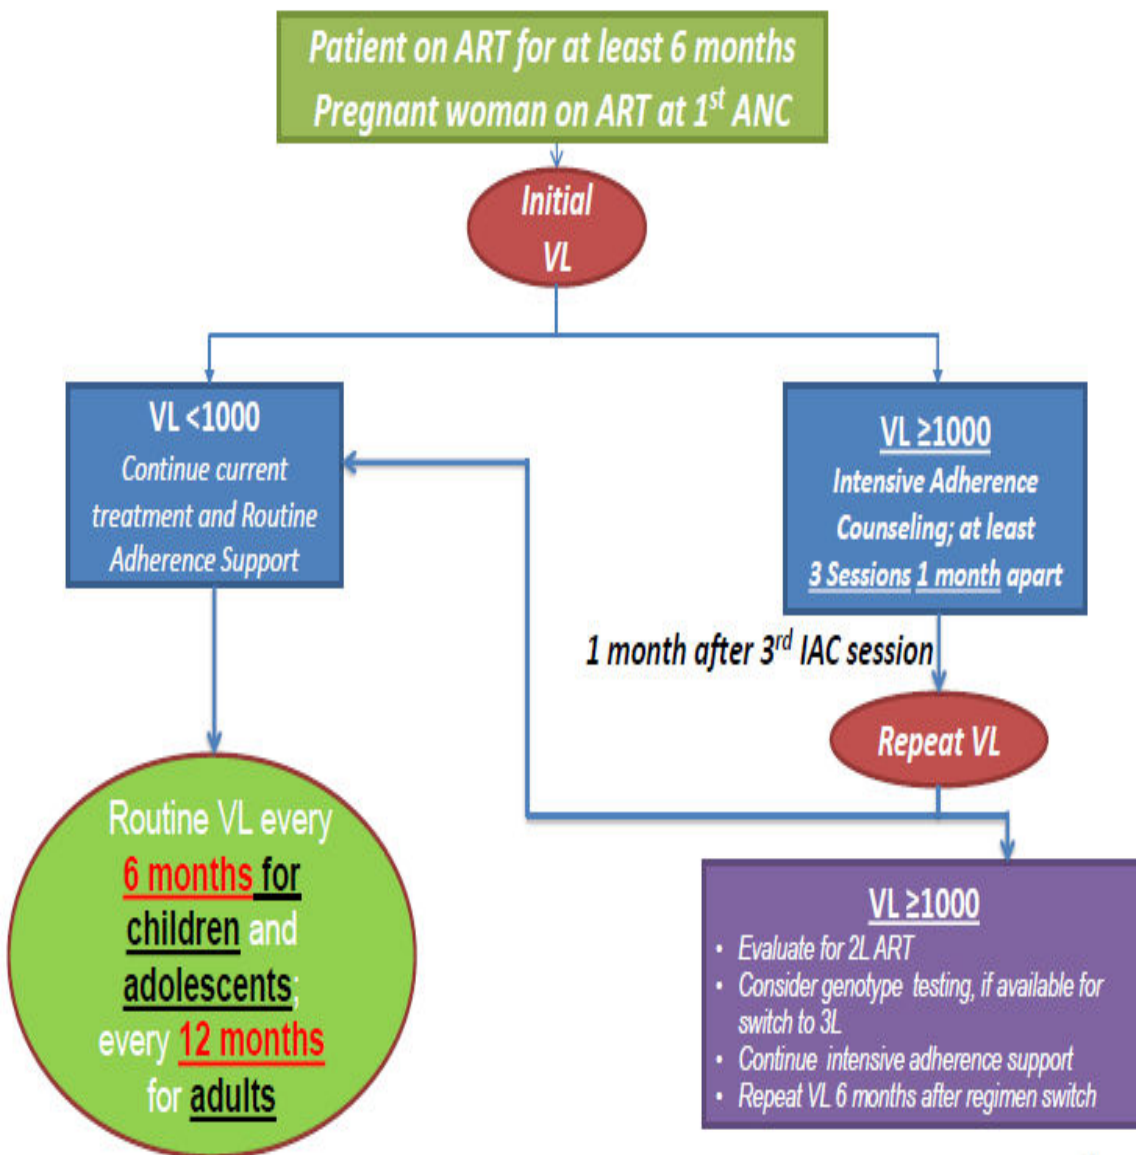 Patient on ART for at least 6 months
Pregnant woman on ART at 1st ANC
Initial
VL
VL <1000
Continue current
treatment and Routine
Adherence Support
VL ≥1000
Intensive Adherence
Counseling; at least
3 Sessions 1 month apart
1 month after 3rd IAC session
Repeat VL
Routine VL every
6 months for
children and
adolescents;
every 12 months
for adults
VL ≥1000
• Evaluate for 2L ART
• Consider genotype testing, if available for
switch to 3L
• Continue intensive adherence support
• Repeat VL 6 months after regimen switch